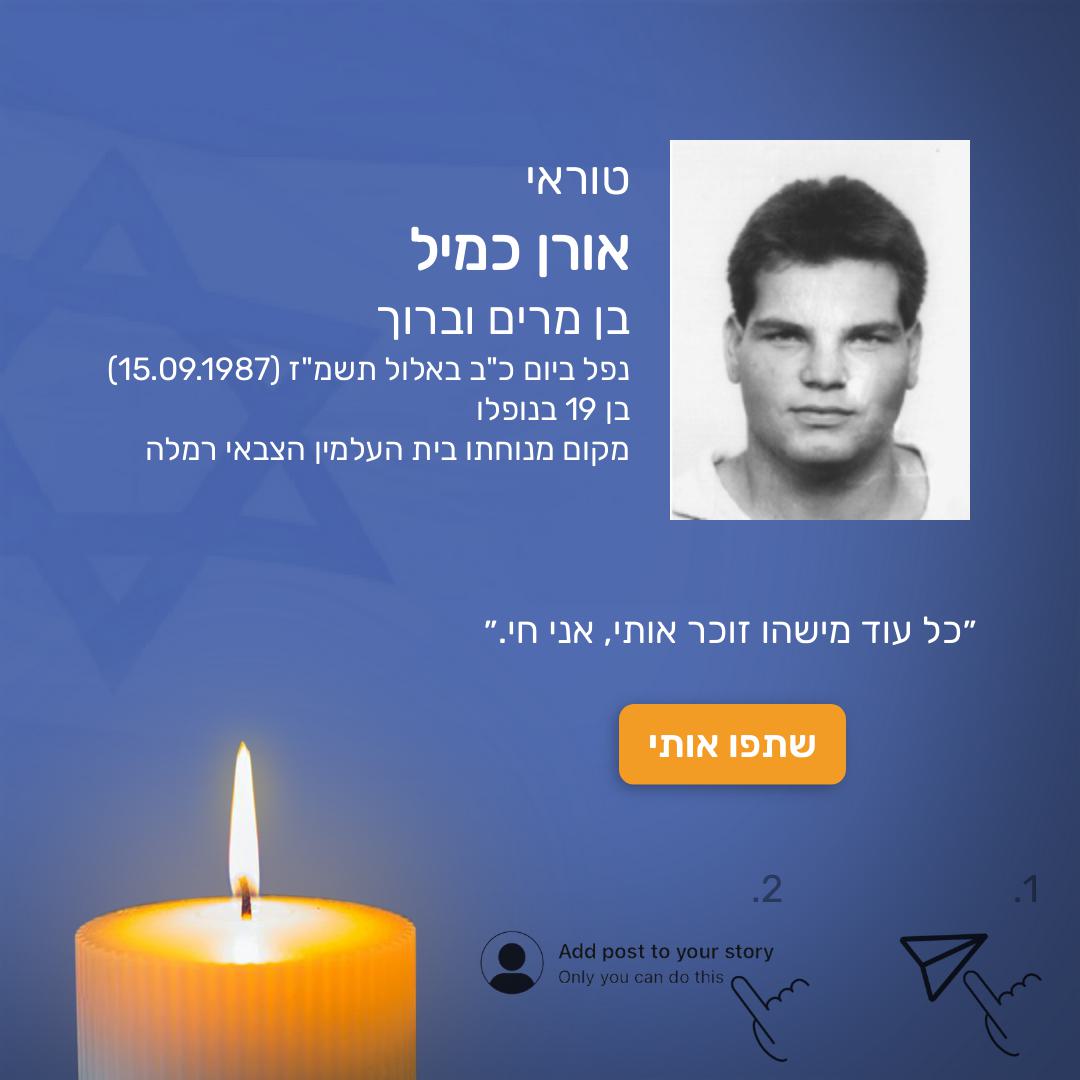 טוראי
אורן כמיל
בן מרים וברוך
נפל ביום כ"ב באלול תשמ"ז (15.09.1987)
בן 19 בנופלו
מקום מנוחתו בית העלמין הצבאי רמלה
״כל עוד מישהו זוכר אותי, אני חי.״
שתפו אותי
1.
2.
Add post to your story
Only you can do this